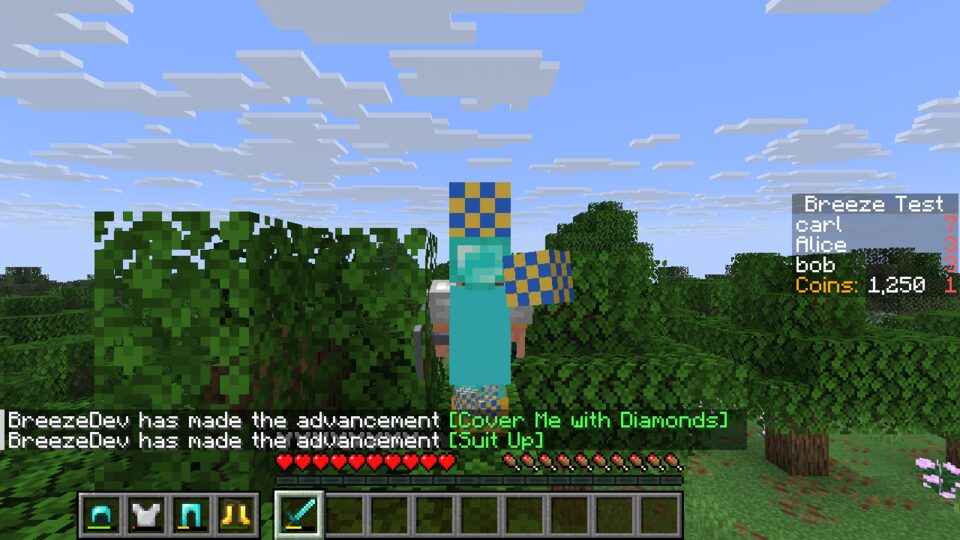 Breeze Test
carl 7
Alice 3
bob 2
Coins: 1,250 1
BreezeDev has made the advancement [Cover Me with Diamonds]
BreezeDev has made the advancement [Suit Up]